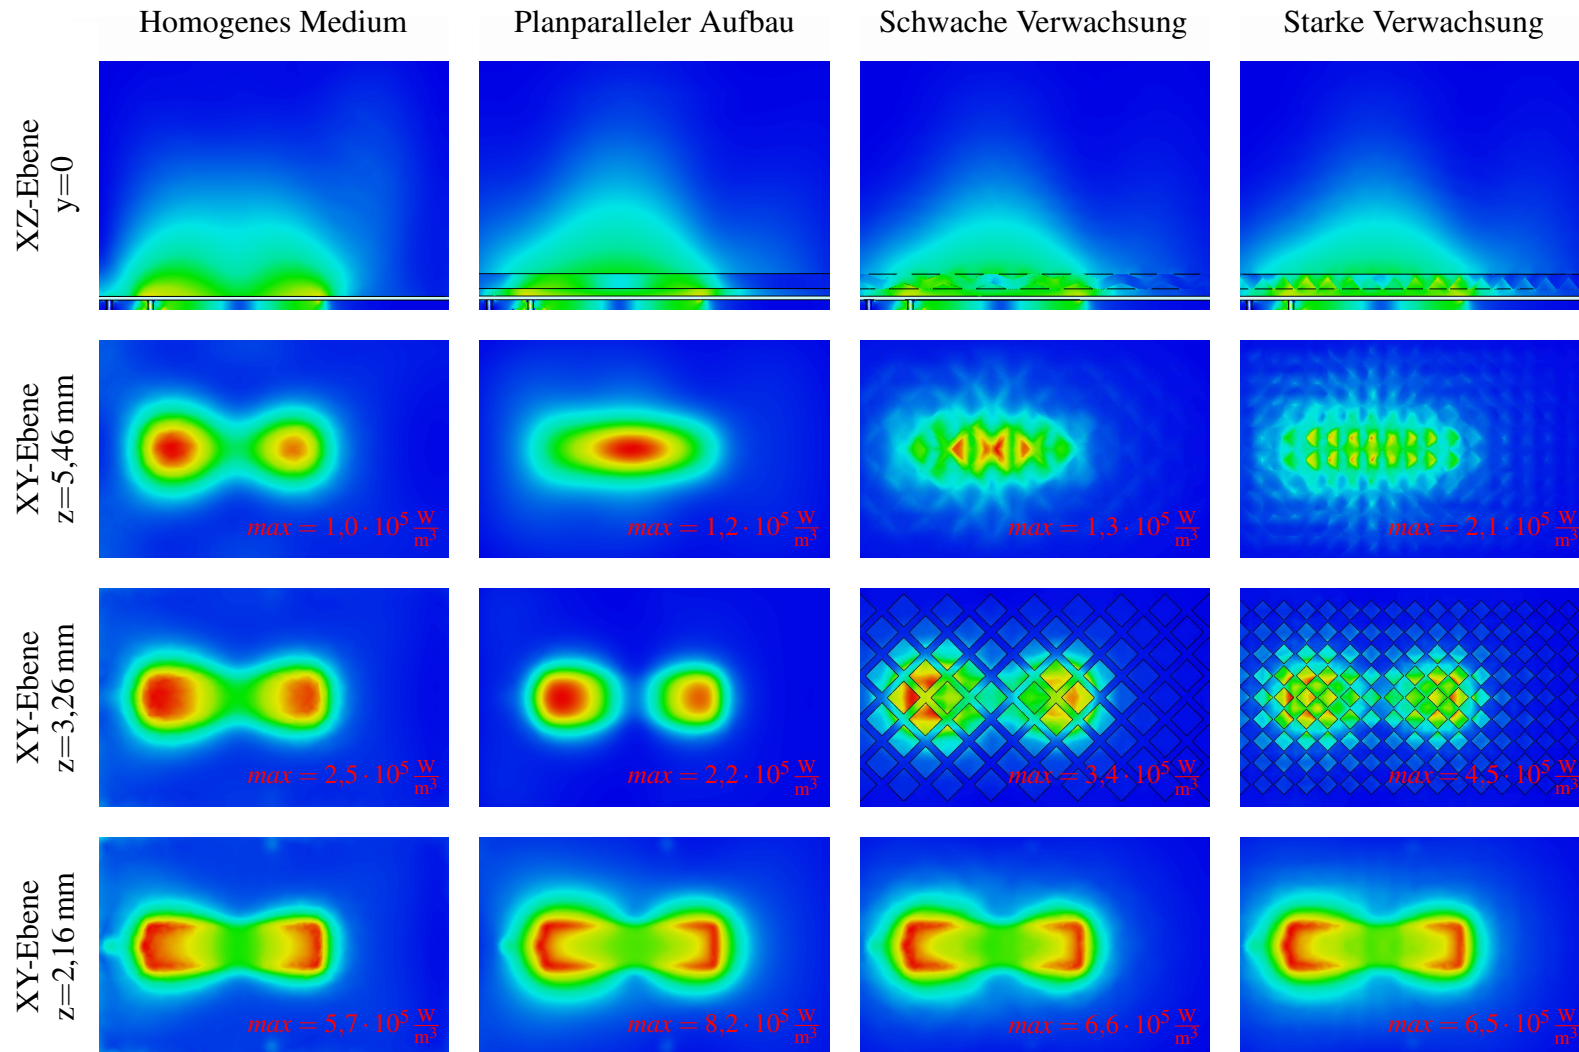 Homogenes Medium
Planparalleler Aufbau
Schwache Verwachsung
Starke Verwachsung
XZ-Ebene
y=0
XY-Ebene
z=5,46 mm
max = 1,0 · 10⁵ W/m³
max = 1,2 · 10⁵ W/m³
max = 1,3 · 10⁵ W/m³
max = 2,1 · 10⁵ W/m³
XY-Ebene
z=3,26 mm
max = 2,5 · 10⁵ W/m³
max = 2,2 · 10⁵ W/m³
max = 3,4 · 10⁵ W/m³
max = 4,5 · 10⁵ W/m³
XY-Ebene
z=2,16 mm
max = 5,7 · 10⁵ W/m³
max = 8,2 · 10⁵ W/m³
max = 6,6 · 10⁵ W/m³
max = 6,5 · 10⁵ W/m³